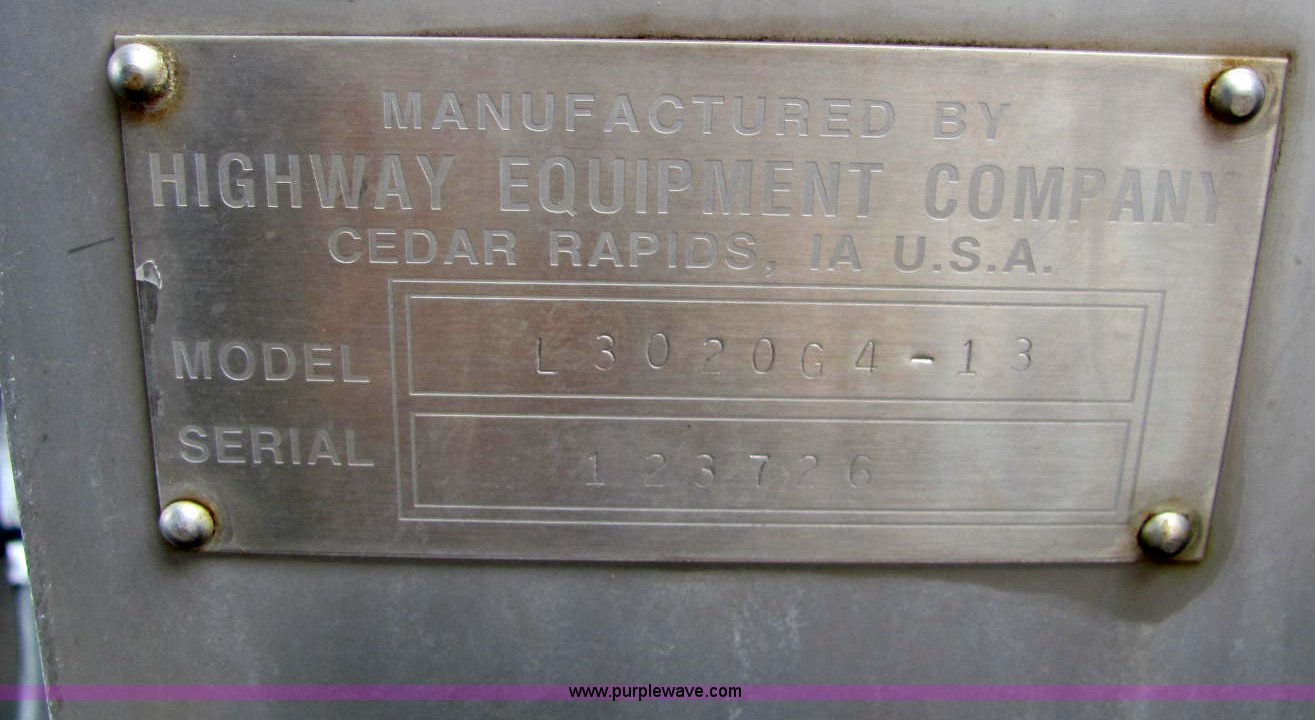 MANUFACTURED BY
HIGHWAY EQUIPMENT COMPANY
CEDAR RAPIDS, IA U.S.A.
MODEL L3020G4-13
SERIAL 123726
www.purplewave.com